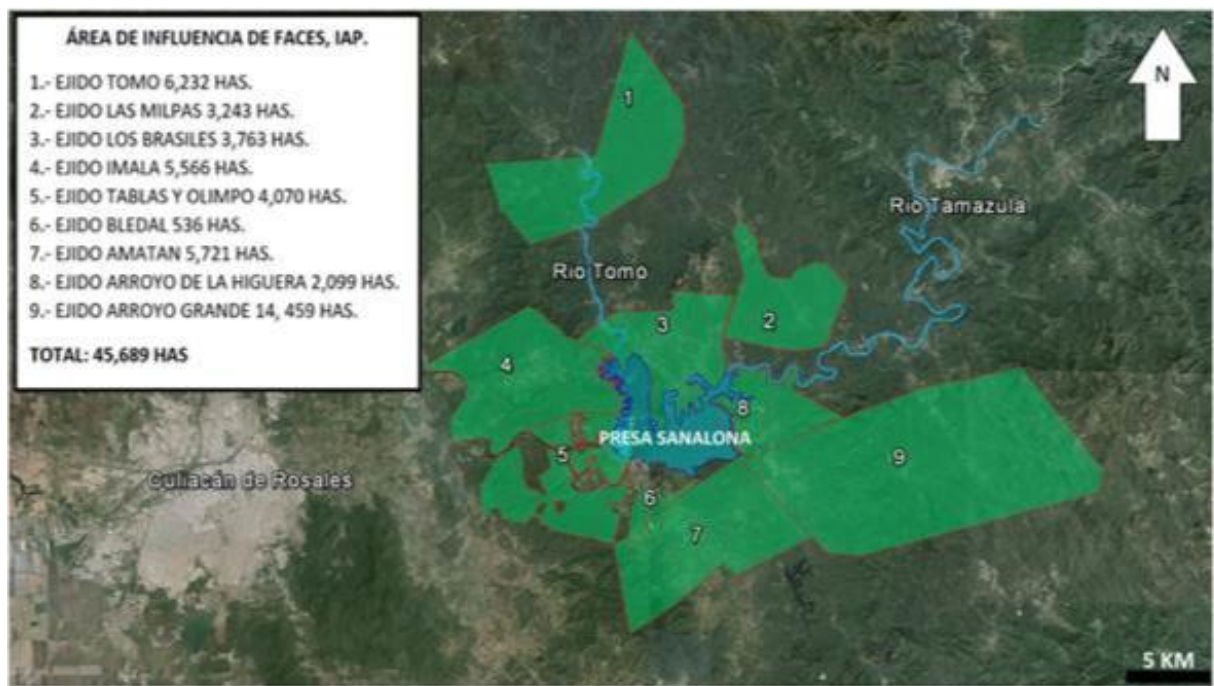 ÁREA DE INFLUENCIA DE FACES, IAP.
1.- EJIDO TOMO 6,232 HAS.
2.- EJIDO LAS MILPAS 3,243 HAS.
3.- EJIDO LOS BRASILES 3,763 HAS.
4.- EJIDO IMALA 5,566 HAS.
5.- EJIDO TABLAS Y OLIMPO 4,070 HAS.
6.- EJIDO BLEDAL 536 HAS.
7.- EJIDO AMATAN 5,721 HAS.
8.- EJIDO ARROYO DE LA HIGUERA 2,099 HAS.
9.- EJIDO ARROYO GRANDE 14, 459 HAS.
TOTAL: 45,689 HAS
N
1
Rio Tamazula
Rio Tomo
2
3
4
8
PRESA SANALONA
5
9
Culiacán de Rosales
6
7
5 KM